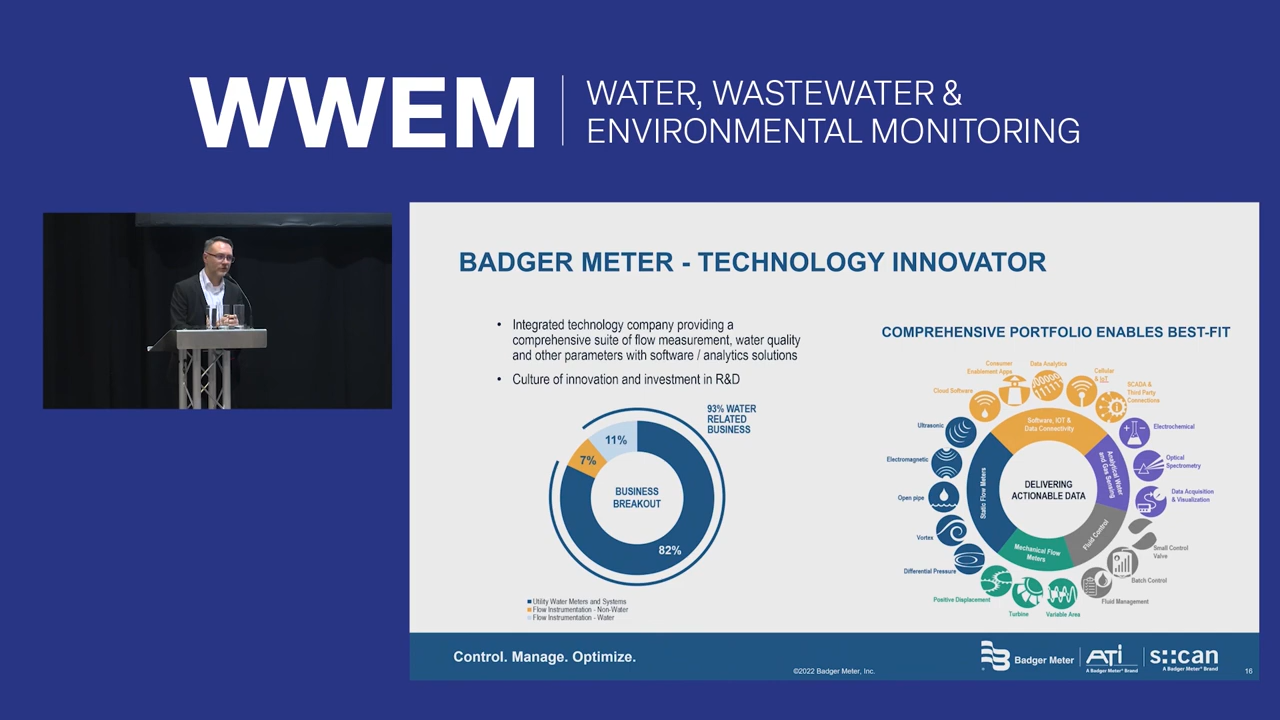 WWEM
WATER, WASTEWATER &
ENVIRONMENTAL MONITORING
BADGER METER - TECHNOLOGY INNOVATOR
• Integrated technology company providing a
comprehensive suite of flow measurement, water quality
and other parameters with software / analytics solutions
• Culture of innovation and investment in R&D
93% WATER
RELATED
BUSINESS
11%
7%
BUSINESS
BREAKOUT
82%
Utility Water Meters and Systems
Flow Instrumentation - Non-Water
Flow Instrumentation - Water
COMPREHENSIVE PORTFOLIO ENABLES BEST-FIT
Consumer
Enablement Apps
Data Analytics
Cellular
& IoT
SCADA &
Third Party
Connections
Cloud Software
Software, IOT &
Data Connectivity
Ultrasonic
Electrochemical
Electromagnetic
Optical
Spectrometry
Analytical Water
and Gas Sensing
Static Flow Meters
DELIVERING
ACTIONABLE DATA
Open pipe
Data Acquisition
& Visualization
Vortex
Fluid Control
Mechanical Flow
Meters
Small Control
Valve
Differential Pressure
Batch Control
Positive Displacement
Fluid Management
Turbine
Variable Area
Control. Manage. Optimize.
©2022 Badger Meter, Inc.
Badger Meter
ATi
A Badger Meter® Brand
s::can
A Badger Meter® Brand
16